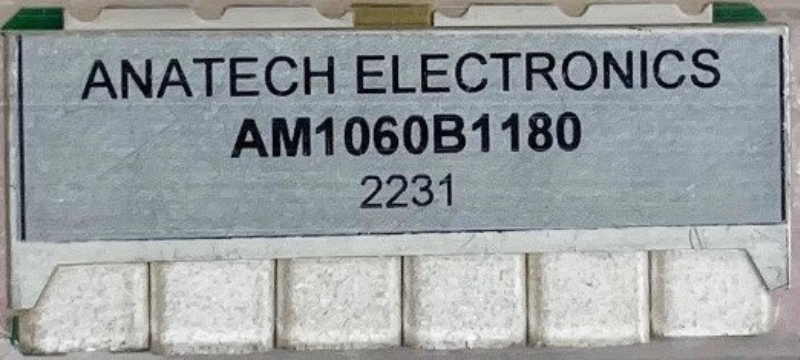 ANATECH ELECTRONICS
AM1060B1180
2231